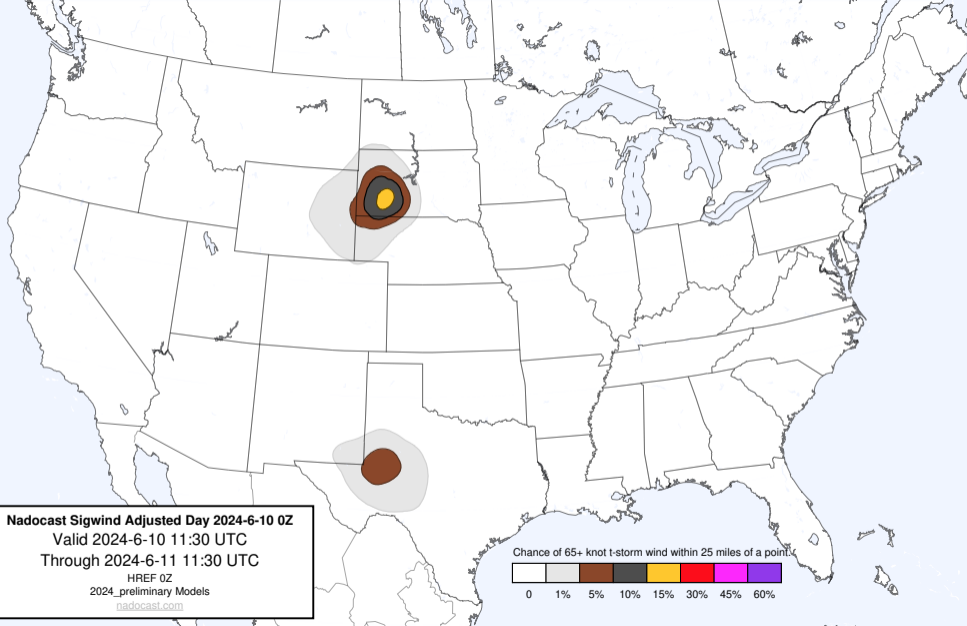 Nadocast Sigwind Adjusted Day 2024-6-10 0Z
Valid 2024-6-10 11:30 UTC
Through 2024-6-11 11:30 UTC
HREF 0Z
2024_preliminary Models
nadocast.com
Chance of 65+ knot t-storm wind within 25 miles of a point.
0 1% 5% 10% 15% 30% 45% 60%